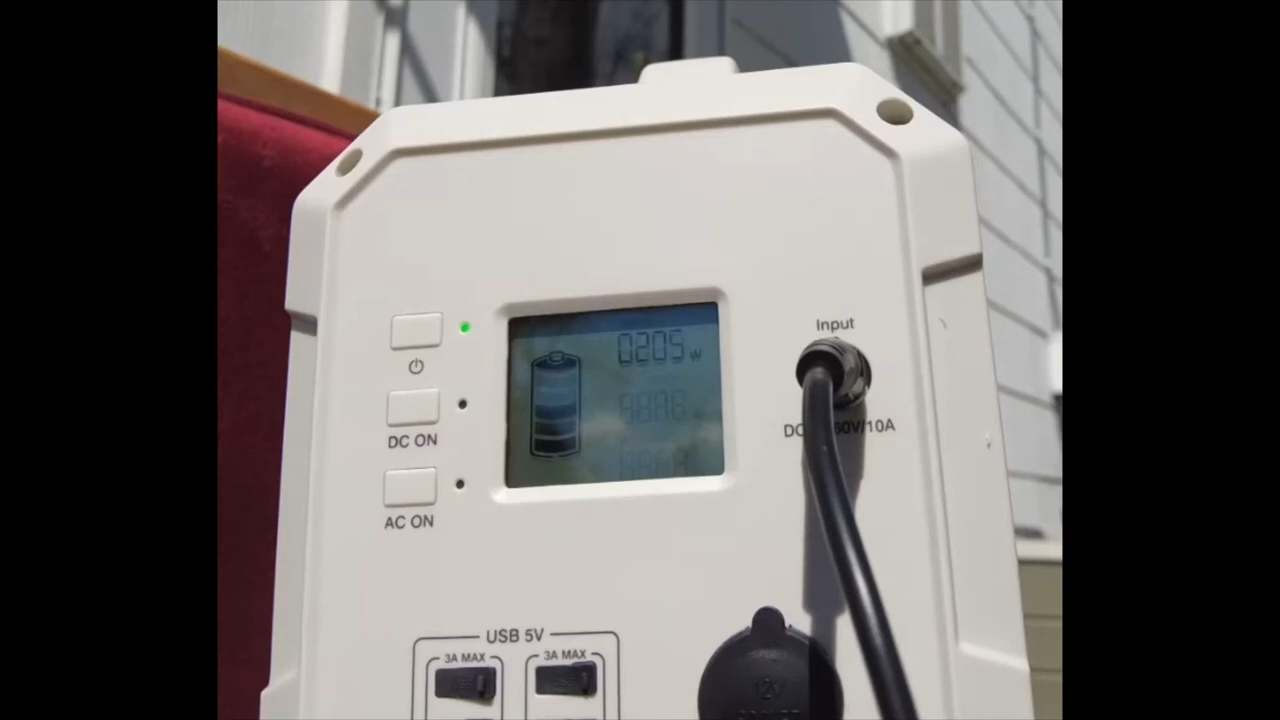 0205 W
Input
DC 60V/10A
DC ON
AC ON
USB 5V
3A MAX
3A MAX
12V